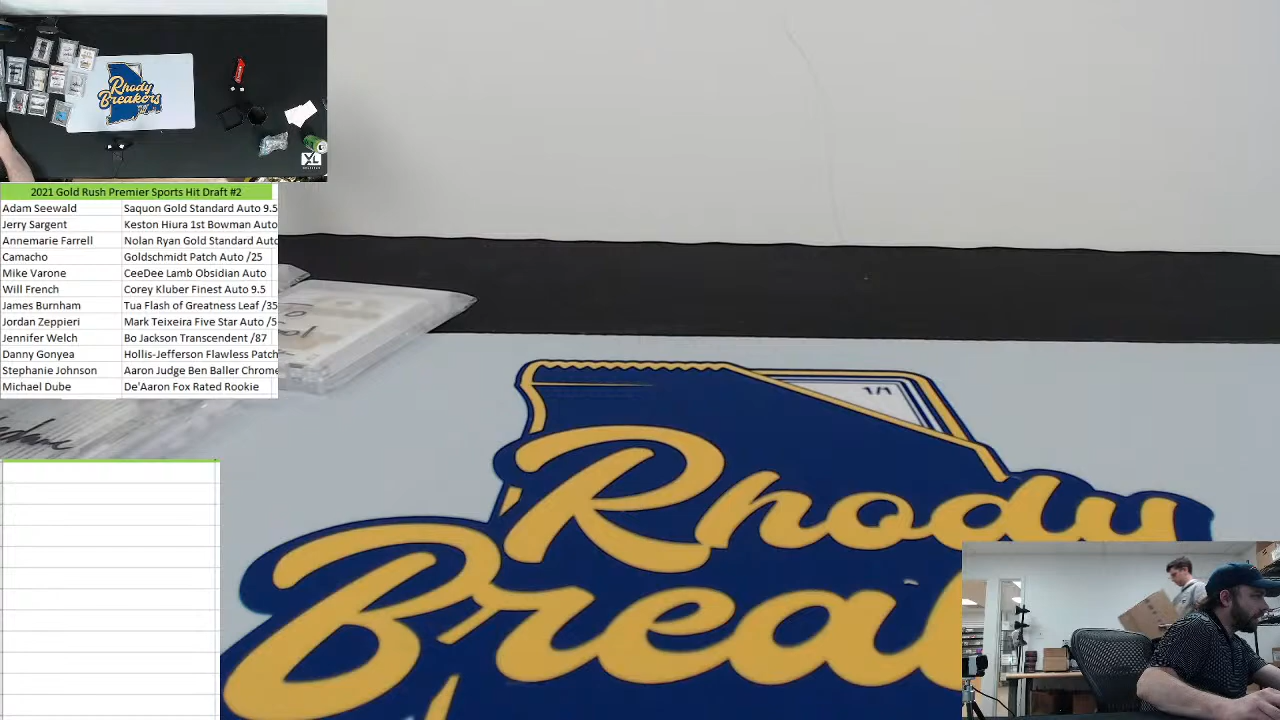 Rhody
Breakers
XL
2021 Gold Rush Premier Sports Hit Draft #2
Adam Seewald Saquon Gold Standard Auto 9.5
Jerry Sargent Keston Hiura 1st Bowman Auto
Annemarie Farrell Nolan Ryan Gold Standard Auto
Camacho Goldschmidt Patch Auto /25
Mike Varone CeeDee Lamb Obsidian Auto
Will French Corey Kluber Finest Auto 9.5
James Burnham Tua Flash of Greatness Leaf /35
Jordan Zeppieri Mark Teixeira Five Star Auto /5
Jennifer Welch Bo Jackson Transcendent /87
Danny Gonyea Hollis-Jefferson Flawless Patch
Stephanie Johnson Aaron Judge Ben Baller Chrome
Michael Dube De'Aaron Fox Rated Rookie
1/1
Rhody
Brea